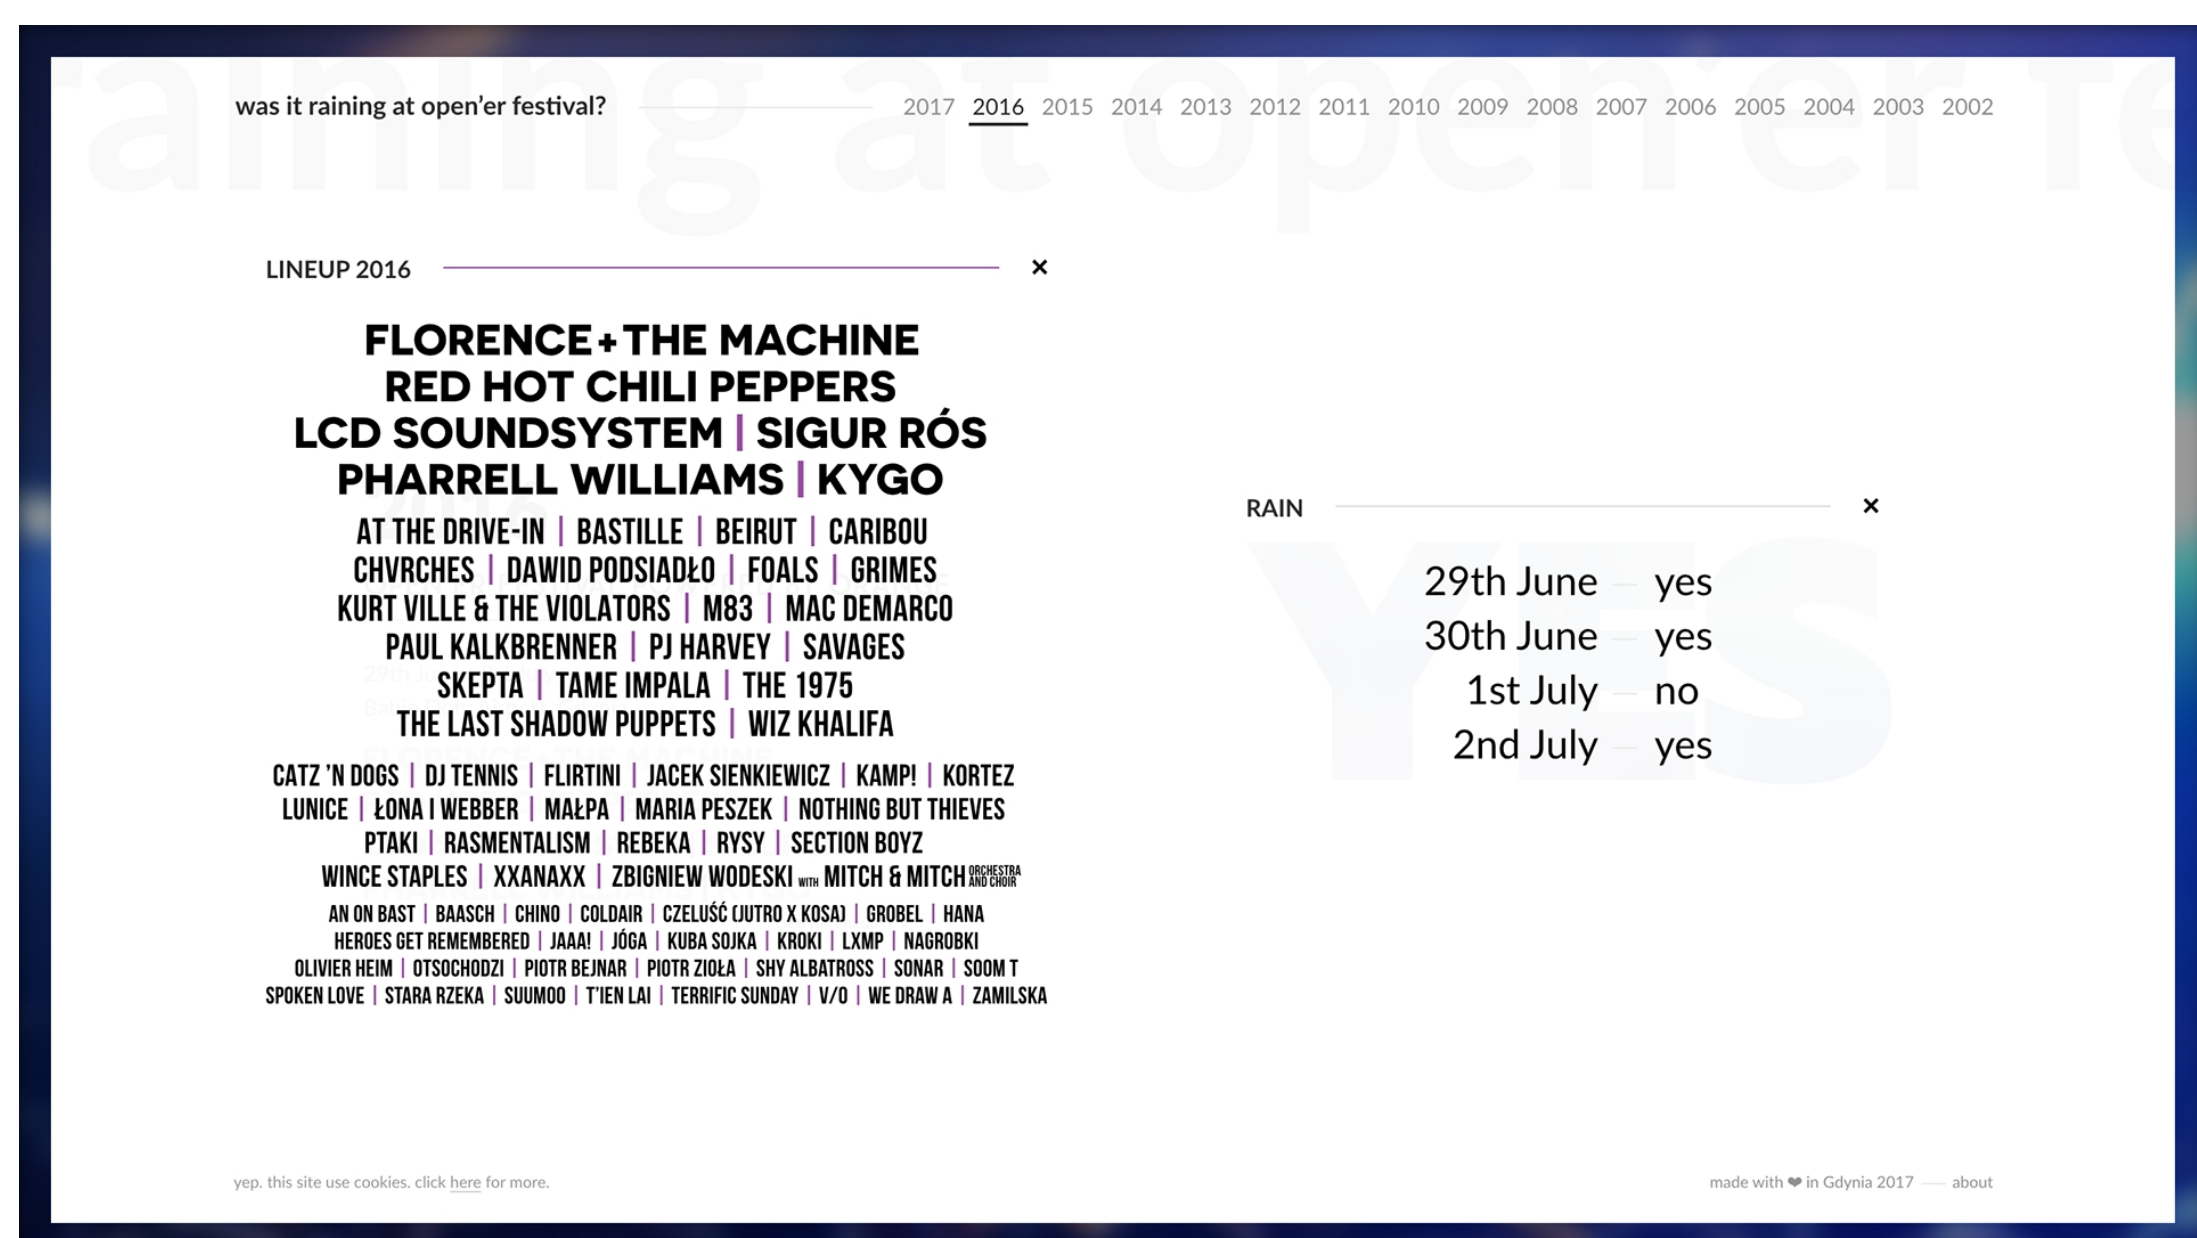 raining at open'er fe
was it raining at open'er festival?
2017 2016 2015 2014 2013 2012 2011 2010 2009 2008 2007 2006 2005 2004 2003 2002
LINEUP 2016 ×
FLORENCE + THE MACHINE
RED HOT CHILI PEPPERS
LCD SOUNDSYSTEM | SIGUR RÓS
PHARRELL WILLIAMS | KYGO
AT THE DRIVE-IN | BASTILLE | BEIRUT | CARIBOU
CHVRCHES | DAWID PODSIADŁO | FOALS | GRIMES
KURT VILLE & THE VIOLATORS | M83 | MAC DEMARCO
PAUL KALKBRENNER | PJ HARVEY | SAVAGES
SKEPTA | TAME IMPALA | THE 1975
THE LAST SHADOW PUPPETS | WIZ KHALIFA
CATZ 'N DOGS | DJ TENNIS | FLIRTINI | JACEK SIENKIEWICZ | KAMP! | KORTEZ
LUNICE | ŁONA I WEBBER | MAŁPA | MARIA PESZEK | NOTHING BUT THIEVES
PTAKI | RASMENTALISM | REBEKA | RYSY | SECTION BOYZ
WINCE STAPLES | XXANAXX | ZBIGNIEW WODESKI WITH MITCH & MITCH ORCHESTRA AND CHOIR
AN ON BAST | BAASCH | CHINO | COLDAIR | CZELUŚĆ (JUTRO X KOSA) | GROBEL | HANA
HEROES GET REMEMBERED | JAAA! | JÓGA | KUBA SOJKA | KROKI | LXMP | NAGROBKI
OLIVIER HEIM | OTSOCHODZI | PIOTR BEJNAR | PIOTR ZIOŁA | SHY ALBATROSS | SONAR | SOOM T
SPOKEN LOVE | STARA RZEKA | SUUMOO | T'IEN LAI | TERRIFIC SUNDAY | V/O | WE DRAW A | ZAMILSKA
RAIN ×
YES
29th June — yes
30th June — yes
1st July — no
2nd July — yes
yep. this site use cookies. click here for more.
made with ❤ in Gdynia 2017 — about